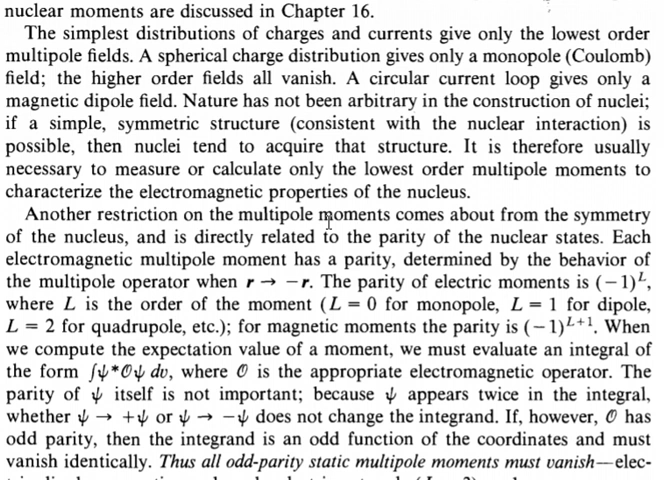 nuclear moments are discussed in Chapter 16.
The simplest distributions of charges and currents give only the lowest order
multipole fields. A spherical charge distribution gives only a monopole (Coulomb)
field; the higher order fields all vanish. A circular current loop gives only a
magnetic dipole field. Nature has not been arbitrary in the construction of nuclei;
if a simple, symmetric structure (consistent with the nuclear interaction) is
possible, then nuclei tend to acquire that structure. It is therefore usually
necessary to measure or calculate only the lowest order multipole moments to
characterize the electromagnetic properties of the nucleus.
Another restriction on the multipole moments comes about from the symmetry
of the nucleus, and is directly related to the parity of the nuclear states. Each
electromagnetic multipole moment has a parity, determined by the behavior of
the multipole operator when r → −r. The parity of electric moments is (−1)^L,
where L is the order of the moment (L = 0 for monopole, L = 1 for dipole,
L = 2 for quadrupole, etc.); for magnetic moments the parity is (−1)^{L+1}. When
we compute the expectation value of a moment, we must evaluate an integral of
the form ∫ψ*𝒪ψ dv, where 𝒪 is the appropriate electromagnetic operator. The
parity of ψ itself is not important; because ψ appears twice in the integral,
whether ψ → +ψ or ψ → −ψ does not change the integrand. If, however, 𝒪 has
odd parity, then the integrand is an odd function of the coordinates and must
vanish identically. Thus all odd-parity static multipole moments must vanish—elec-